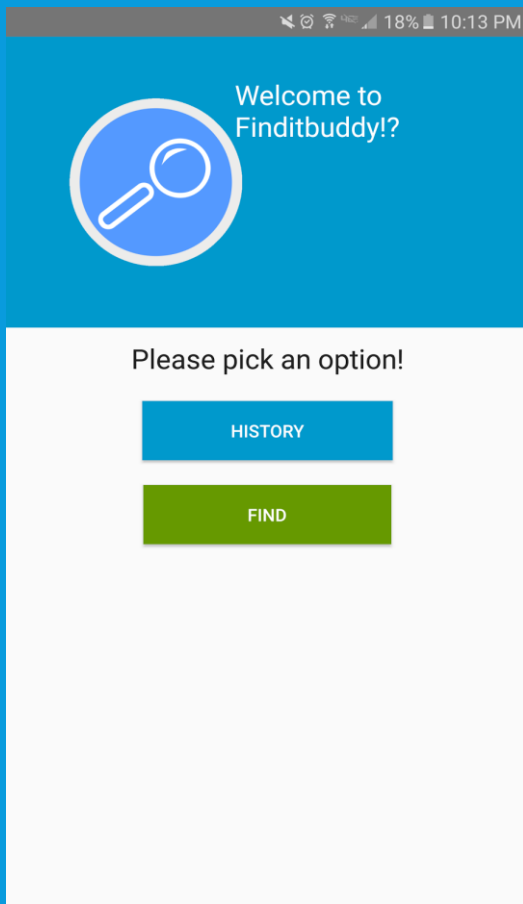 18% 10:13 PM
Welcome to
Finditbuddy!?
Please pick an option!
HISTORY
FIND